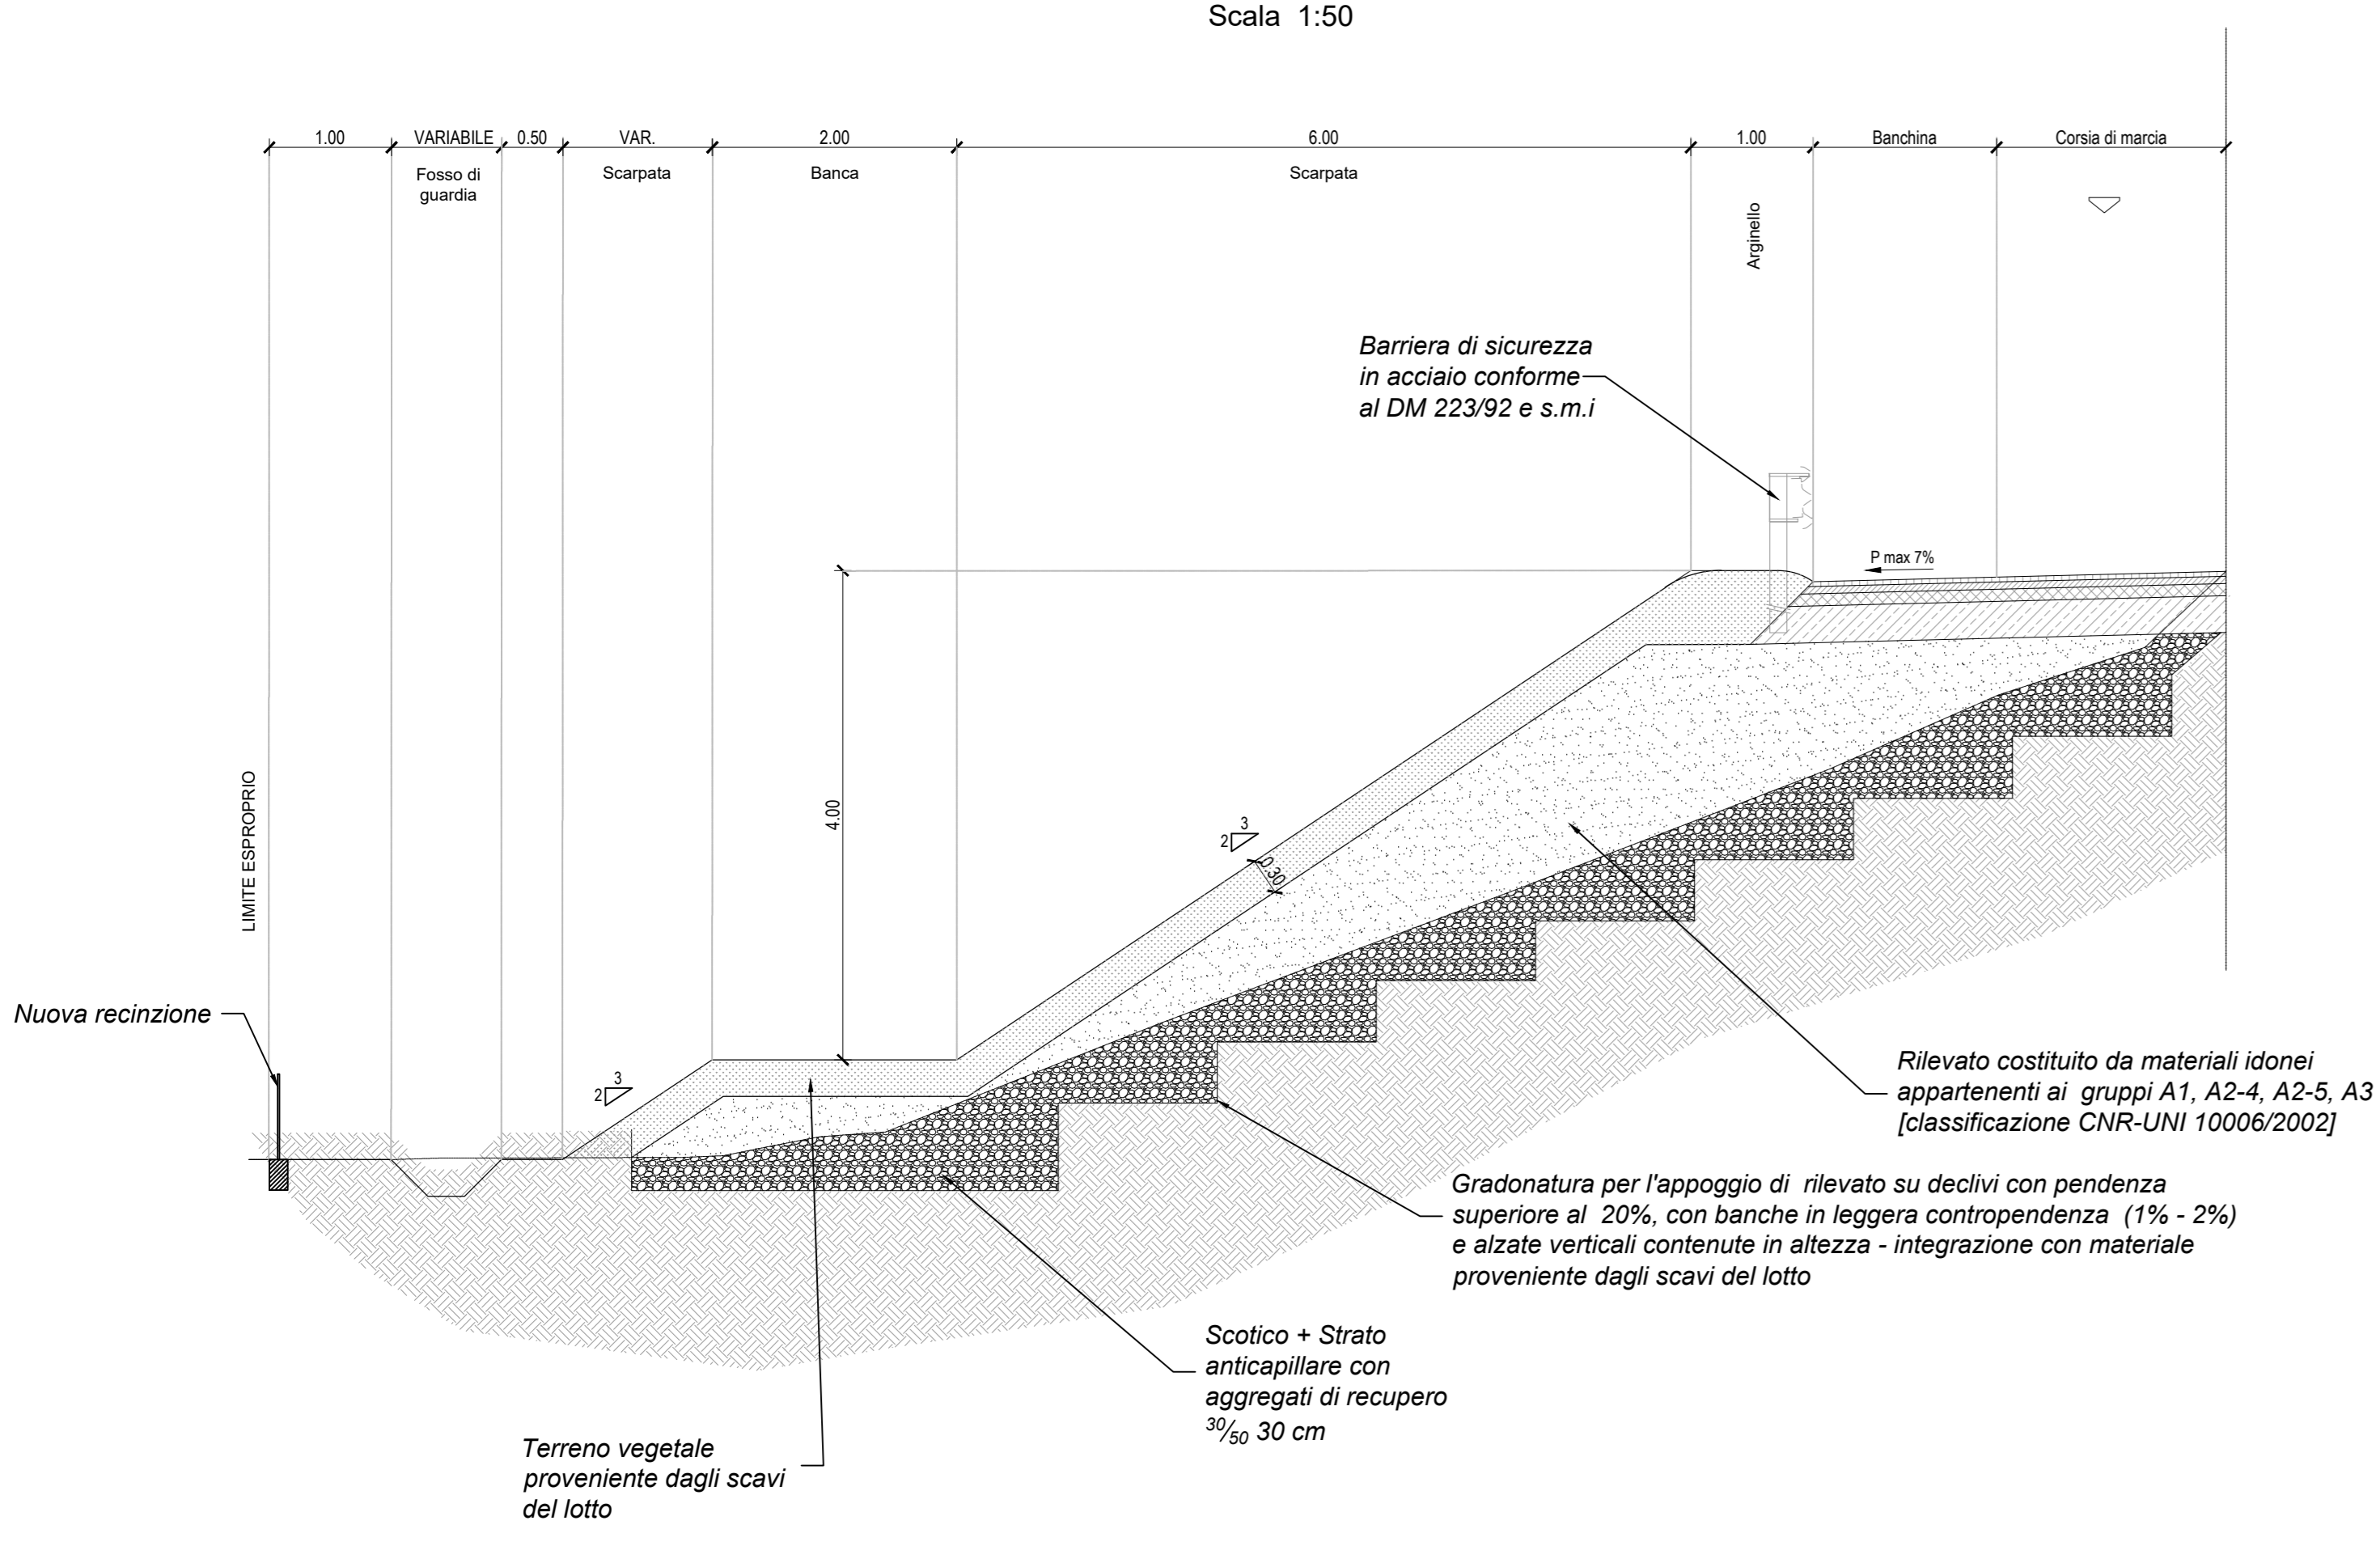 Scala 1:50
1.00
VARIABILE
0.50
VAR.
2.00
6.00
1.00
Banchina
Corsia di marcia
Fosso di
guardia
Scarpata
Banca
Scarpata
Arginello
Barriera di sicurezza
in acciaio conforme
al DM 223/92 e s.m.i
P max 7%
LIMITE ESPROPRIO
4.00
3
2
0.30
Nuova recinzione
3
2
Rilevato costituito da materiali idonei
appartenenti ai gruppi A1, A2-4, A2-5, A3
[classificazione CNR-UNI 10006/2002]
Gradonatura per l'appoggio di rilevato su declivi con pendenza
superiore al 20%, con banche in leggera contropendenza (1% - 2%)
e alzate verticali contenute in altezza - integrazione con materiale
proveniente dagli scavi del lotto
Scotico + Strato
anticapillare con
aggregati di recupero
30/50 30 cm
Terreno vegetale
proveniente dagli scavi
del lotto